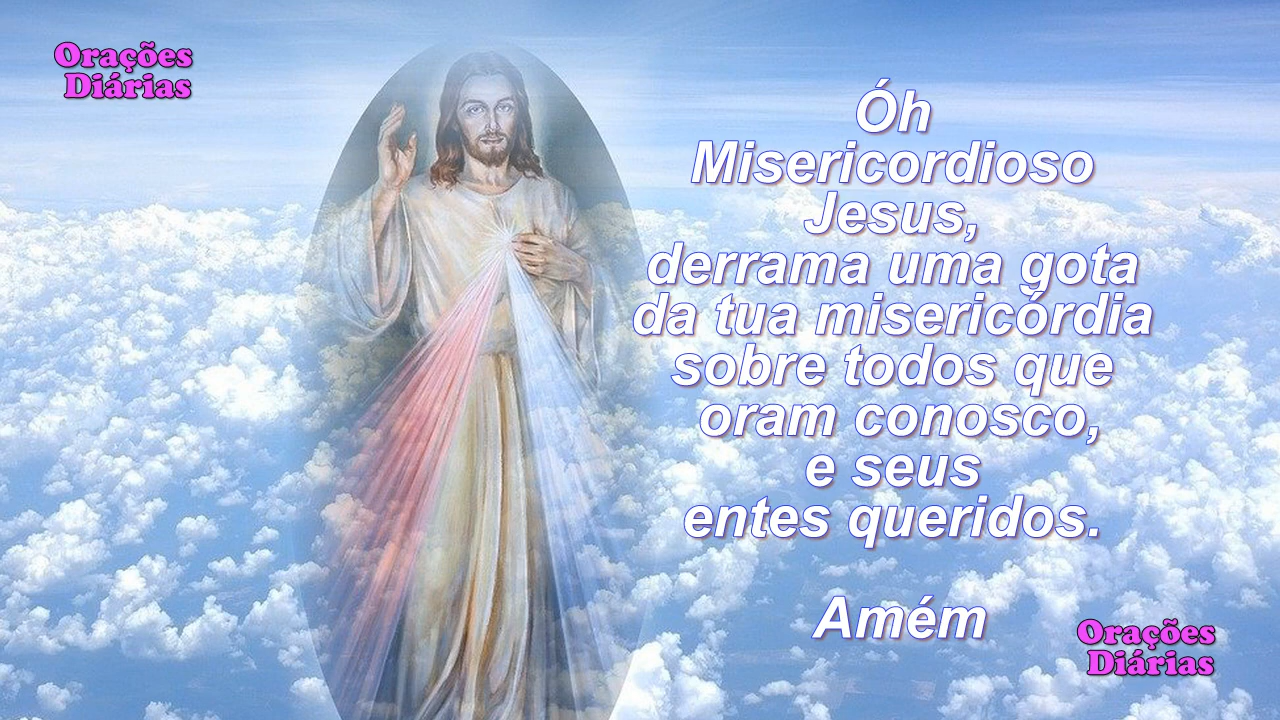 Orações
Diárias
Óh
Misericordioso
Jesus,
derrama uma gota
da tua misericórdia
sobre todos que
oram conosco,
e seus
entes queridos.
Amém
Orações
Diárias